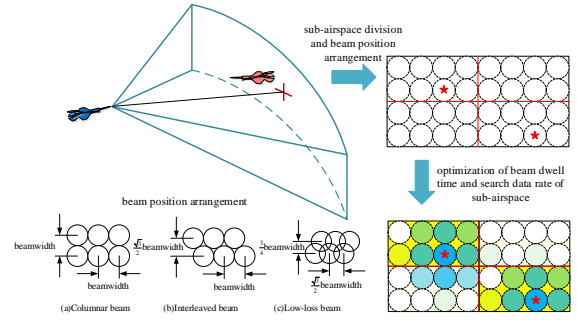 sub-airspace division
and beam position
arrangement
optimization of beam dwell
time and search data rate of
sub-airspace
beam position arrangement
beamwidth
beamwidth
(a)Columnar beam
√3/2 beamwidth
beamwidth
(b)Interleaved beam
3/4 beamwidth
beamwidth
(c)Low-loss beam